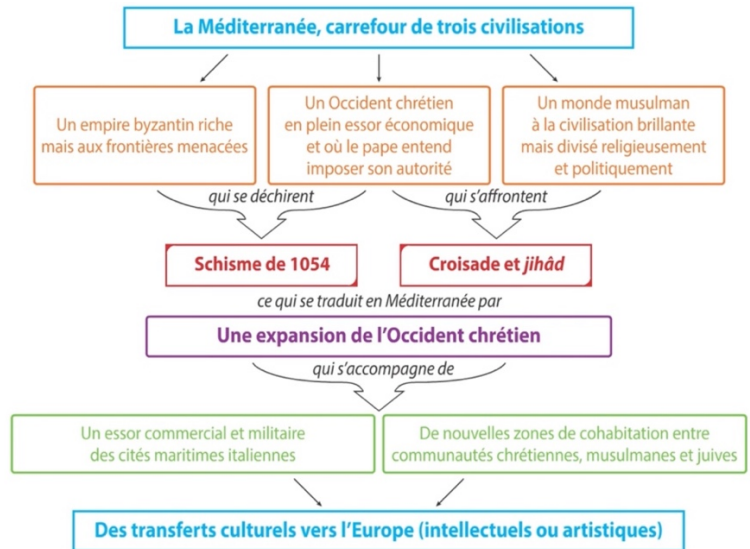 La Méditerranée, carrefour de trois civilisations
Un empire byzantin riche
mais aux frontières menacées
Un Occident chrétien
en plein essor économique
et où le pape entend
imposer son autorité
Un monde musulman
à la civilisation brillante
mais divisé religieusement
et politiquement
qui se déchirent
qui s'affrontent
Schisme de 1054
Croisade et jihâd
ce qui se traduit en Méditerranée par
Une expansion de l'Occident chrétien
qui s'accompagne de
Un essor commercial et militaire
des cités maritimes italiennes
De nouvelles zones de cohabitation entre
communautés chrétiennes, musulmanes et juives
Des transferts culturels vers l'Europe (intellectuels ou artistiques)